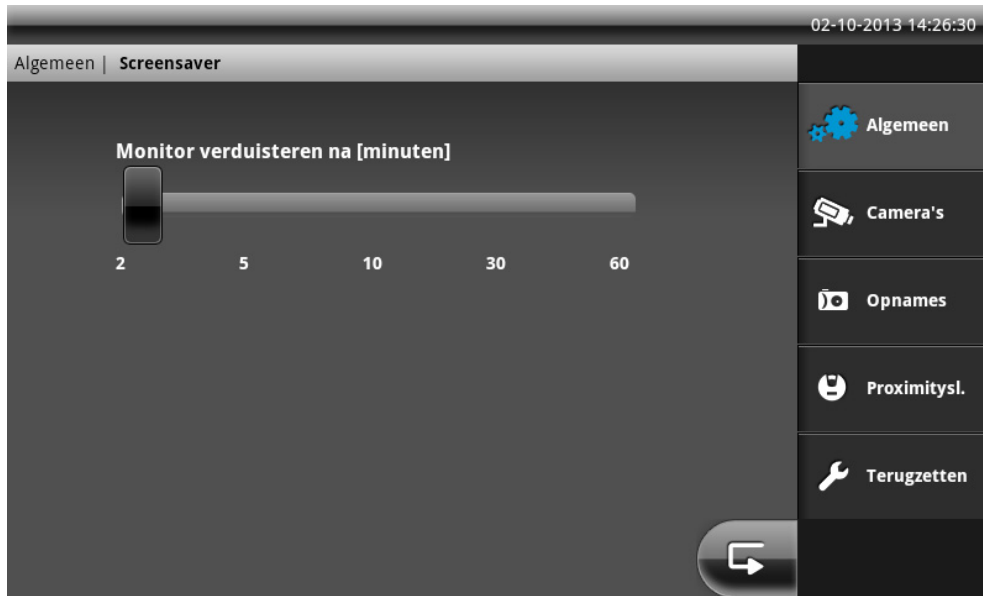 02-10-2013 14:26:30
Algemeen | Screensaver
Monitor verduisteren na [minuten]
2 5 10 30 60
Algemeen
Camera's
Opnames
Proximitysl.
Terugzetten